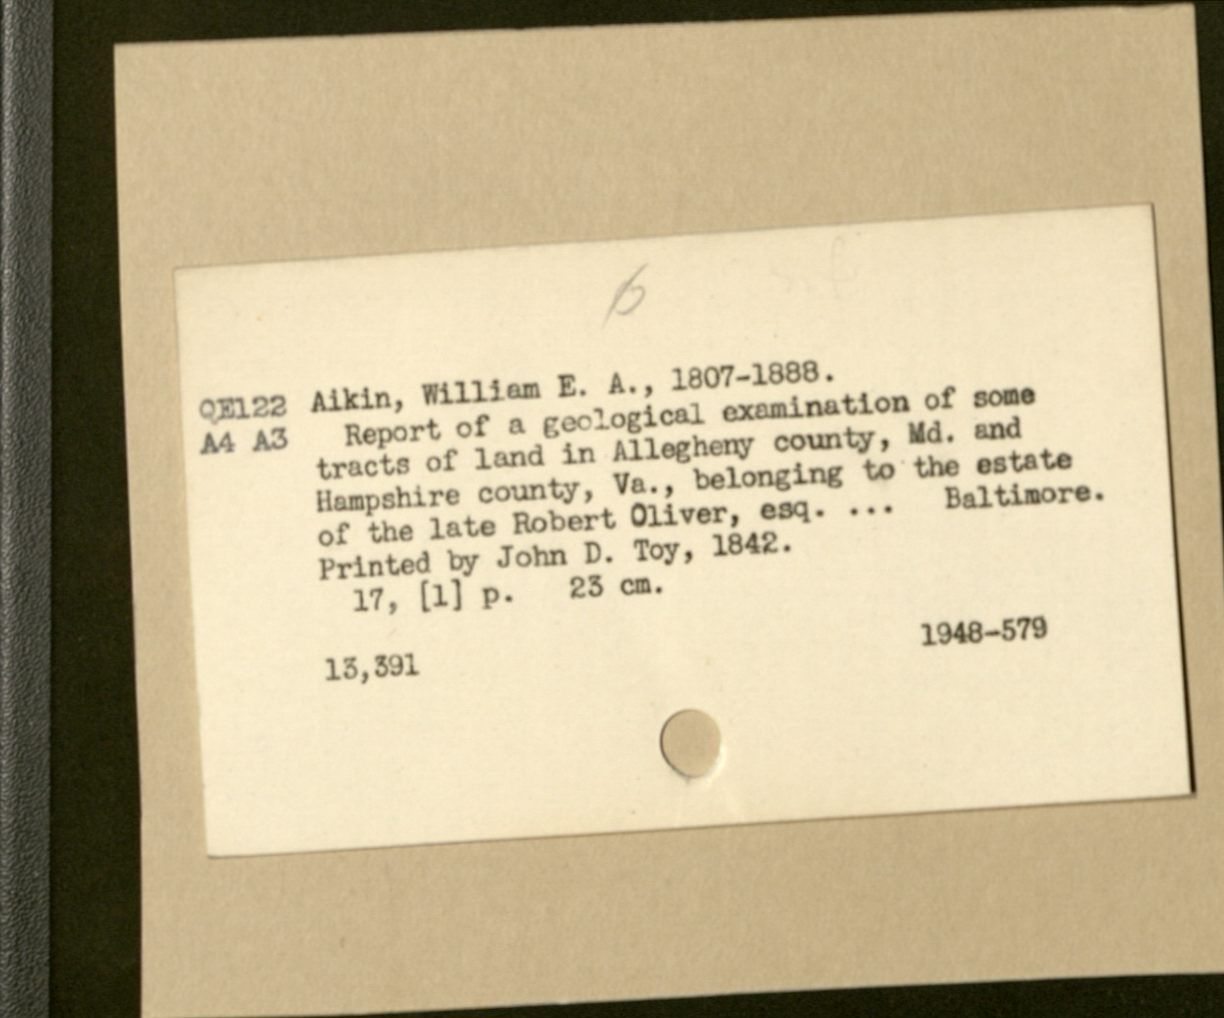 QE122 Aikin, William E. A., 1807-1888.
A4 A3 Report of a geological examination of some
tracts of land in Allegheny county, Md. and
Hampshire county, Va., belonging to the estate
of the late Robert Oliver, esq. ... Baltimore.
Printed by John D. Toy, 1842.
17, [1] p. 23 cm.
1948-579
13,391